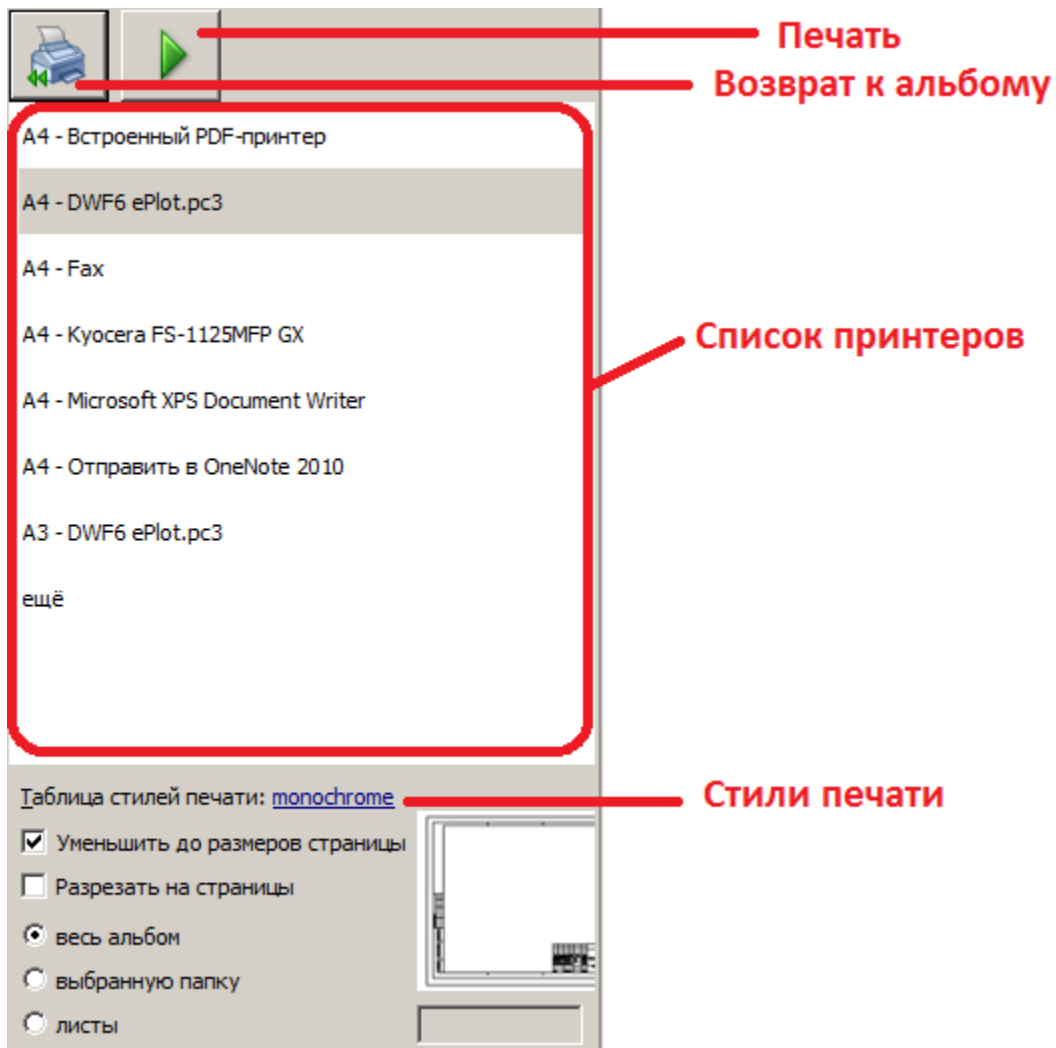 Печать
Возврат к альбому
A4 - Встроенный PDF-принтер
A4 - DWF6 ePlot.pc3
A4 - Fax
A4 - Kyocera FS-1125MFP GX
Список принтеров
A4 - Microsoft XPS Document Writer
A4 - Отправить в OneNote 2010
A3 - DWF6 ePlot.pc3
ещё
Таблица стилей печати: monochrome
Стили печати
Уменьшить до размеров страницы
Разрезать на страницы
весь альбом
выбранную папку
листы